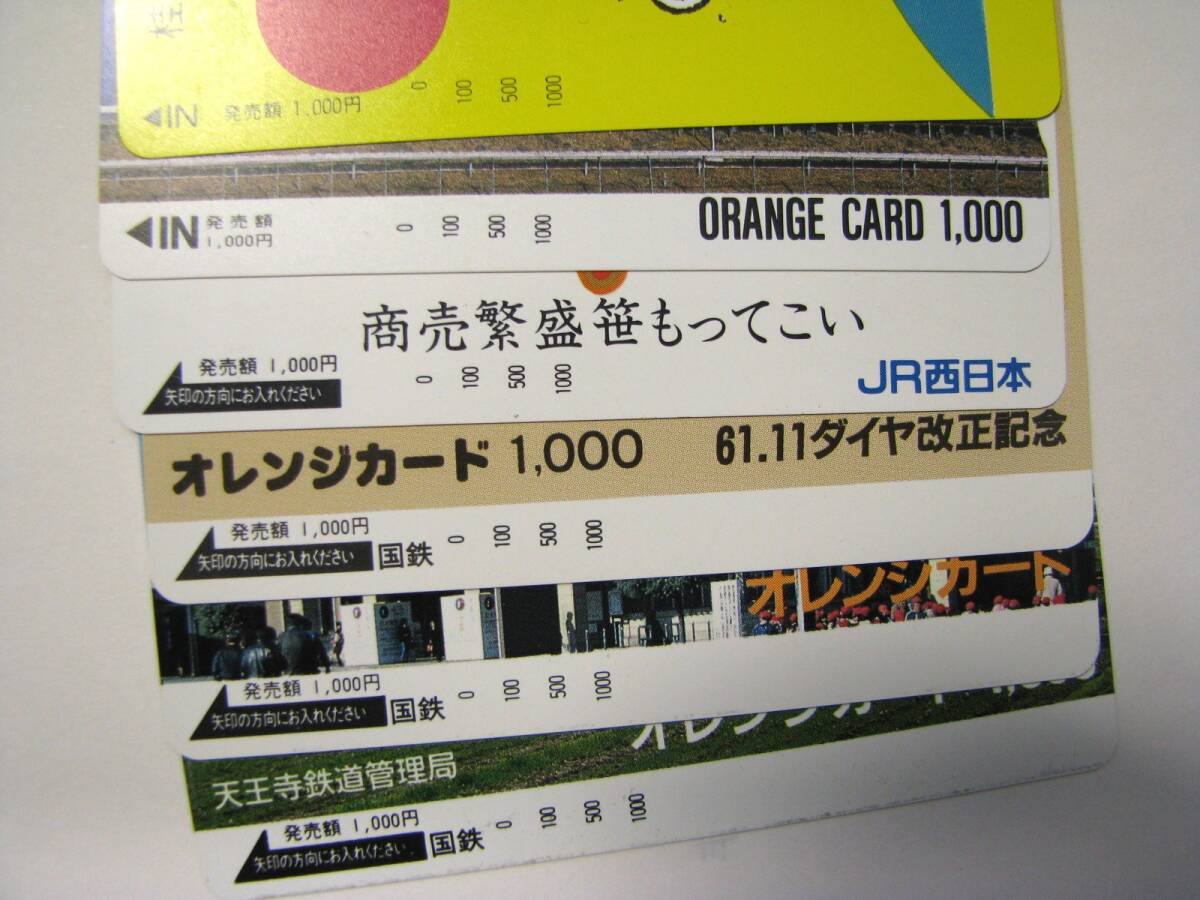 IN 発売額 1,000円 0 100 500 1000
IN 発売額
1,000円
0 100 500 1000
ORANGE CARD 1,000
商売繁盛笹もってこい
発売額 1,000円
矢印の方向にお入れください
0 100 500 1000
JR西日本
オレンジカード 1,000 61.11ダイヤ改正記念
発売額 1,000円
矢印の方向にお入れください 国鉄 0 100 500 1000
オレンジカード
発売額 1,000円
矢印の方向にお入れください 国鉄 0 100 500 1000
オレンジカード 1,000
天王寺鉄道管理局
発売額 1,000円
矢印の方向にお入れください 国鉄 0 100 500 1000